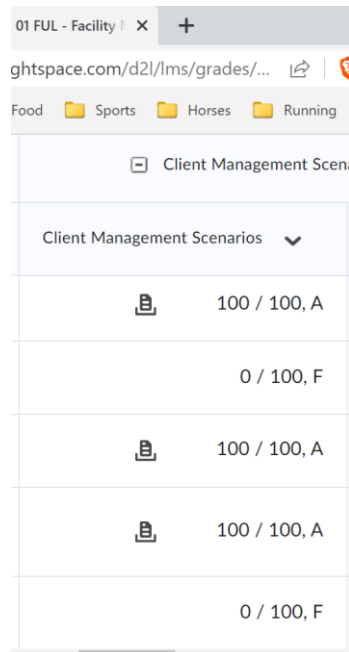 01 FUL - Facility
ghtspace.com/d2l/lms/grades/...
Food Sports Horses Running
Client Management Scen
Client Management Scenarios
100 / 100, A
0 / 100, F
100 / 100, A
100 / 100, A
0 / 100, F